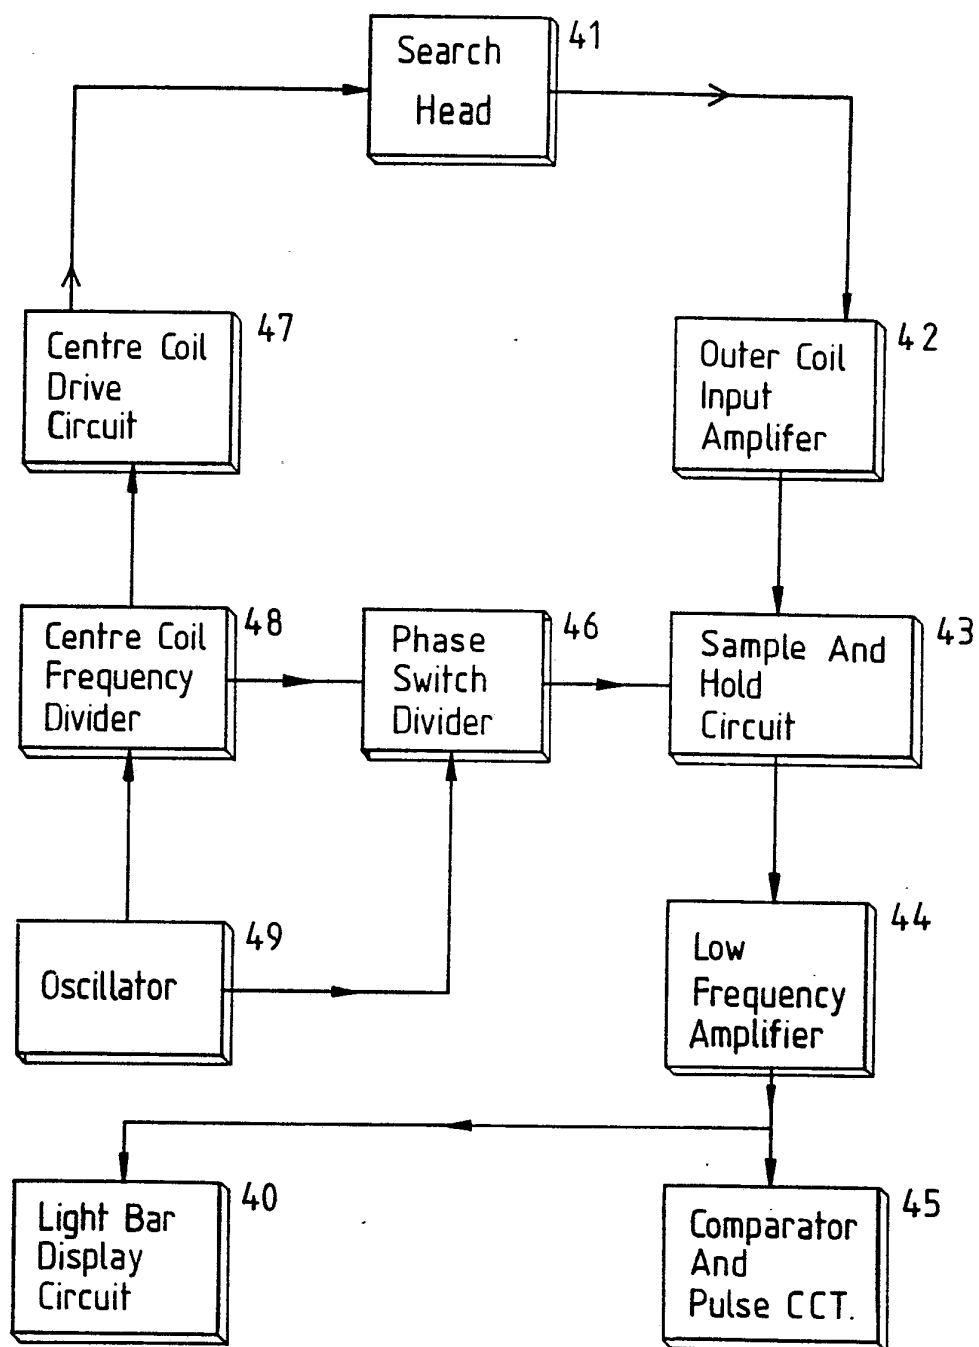 Search
Head
41
Centre Coil
Drive
Circuit
47
Outer Coil
Input
Amplifer
42
Centre Coil
Frequency
Divider
48
Phase
Switch
Divider
46
Sample And
Hold
Circuit
43
Oscillator
49
Low
Frequency
Amplifier
44
Light Bar
Display
Circuit
40
Comparator
And
Pulse CCT.
45